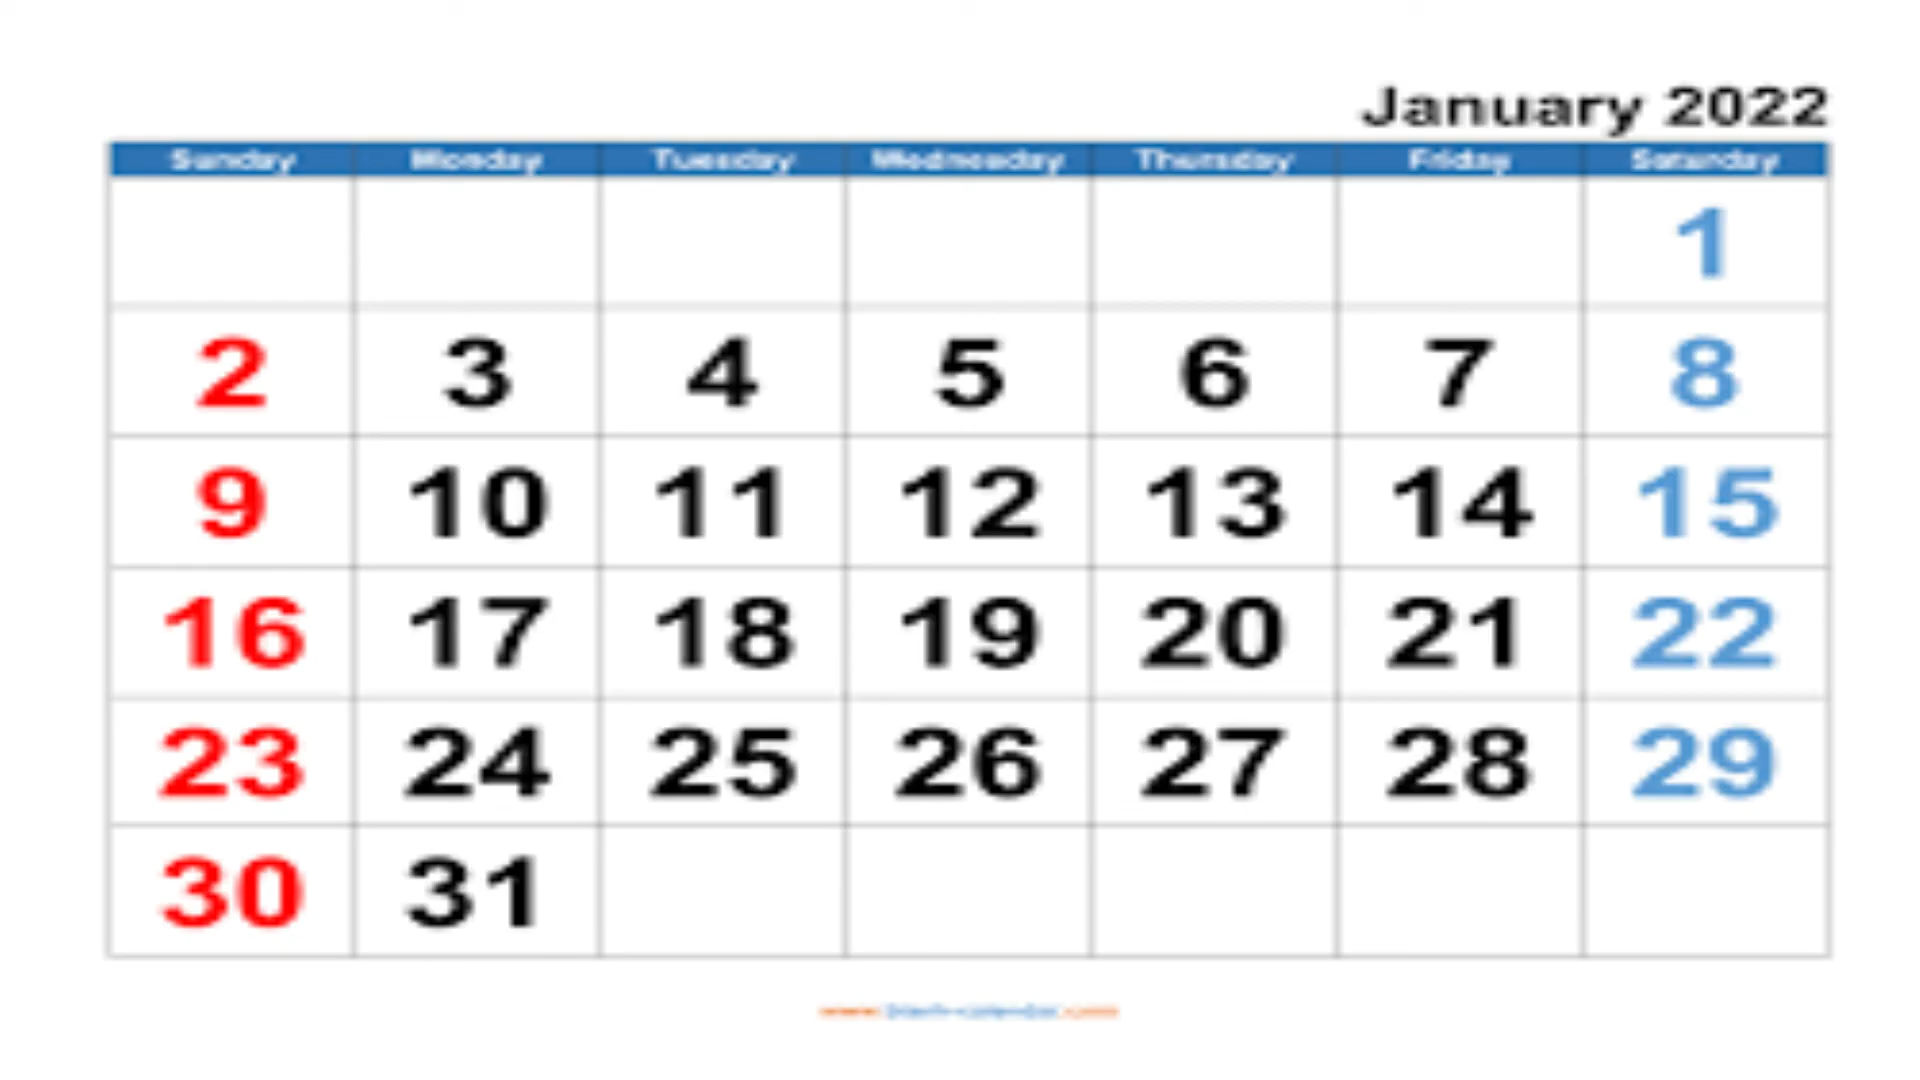 January 2022
Sunday Monday Tuesday Wednesday Thursday Friday Saturday
1
2 3 4 5 6 7 8
9 10 11 12 13 14 15
16 17 18 19 20 21 22
23 24 25 26 27 28 29
30 31